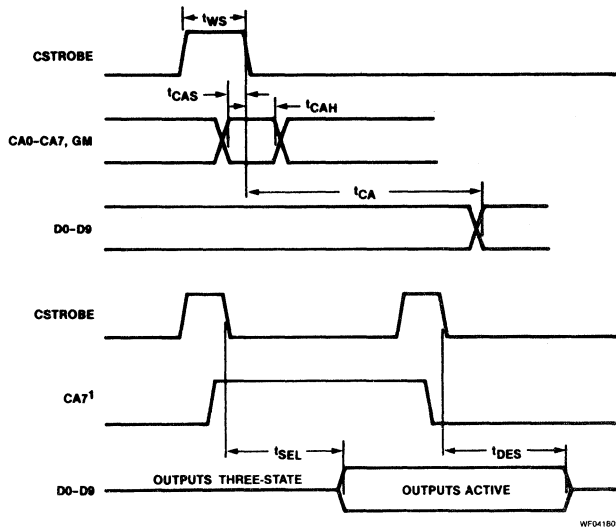 tWS
CSTROBE
tCAS
tCAH
CA0–CA7, GM
tCA
D0–D9
CSTROBE
CA7¹
tSEL
tDES
OUTPUTS THREE-STATE
OUTPUTS ACTIVE
D0–D9
WF04180